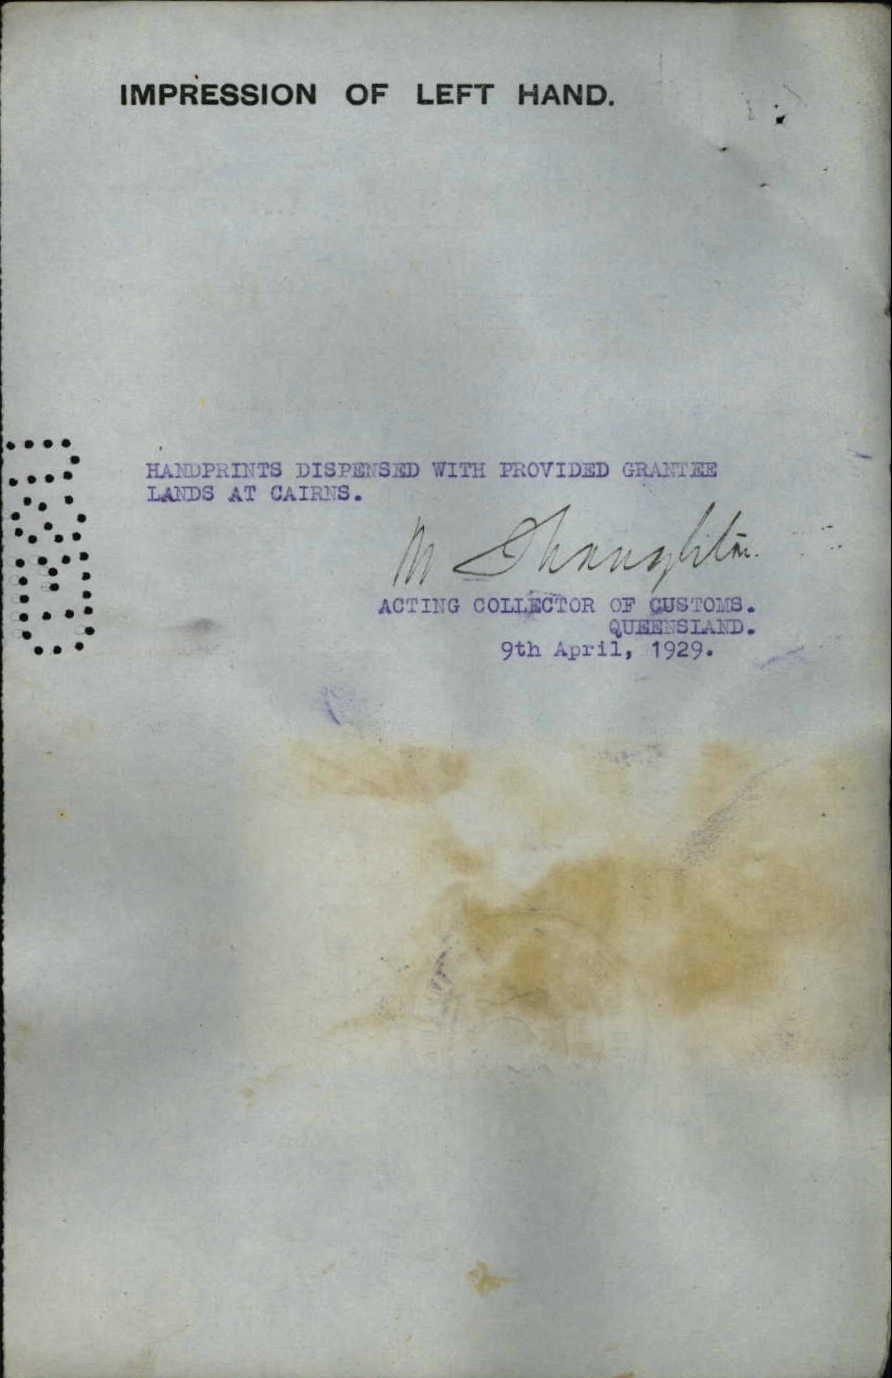 IMPRESSION OF LEFT HAND.
HANDPRINTS DISPENSED WITH PROVIDED GRANTEE
LANDS AT CAIRNS.
ACTING COLLECTOR OF CUSTOMS.
QUEENSLAND.
9th April, 1929.